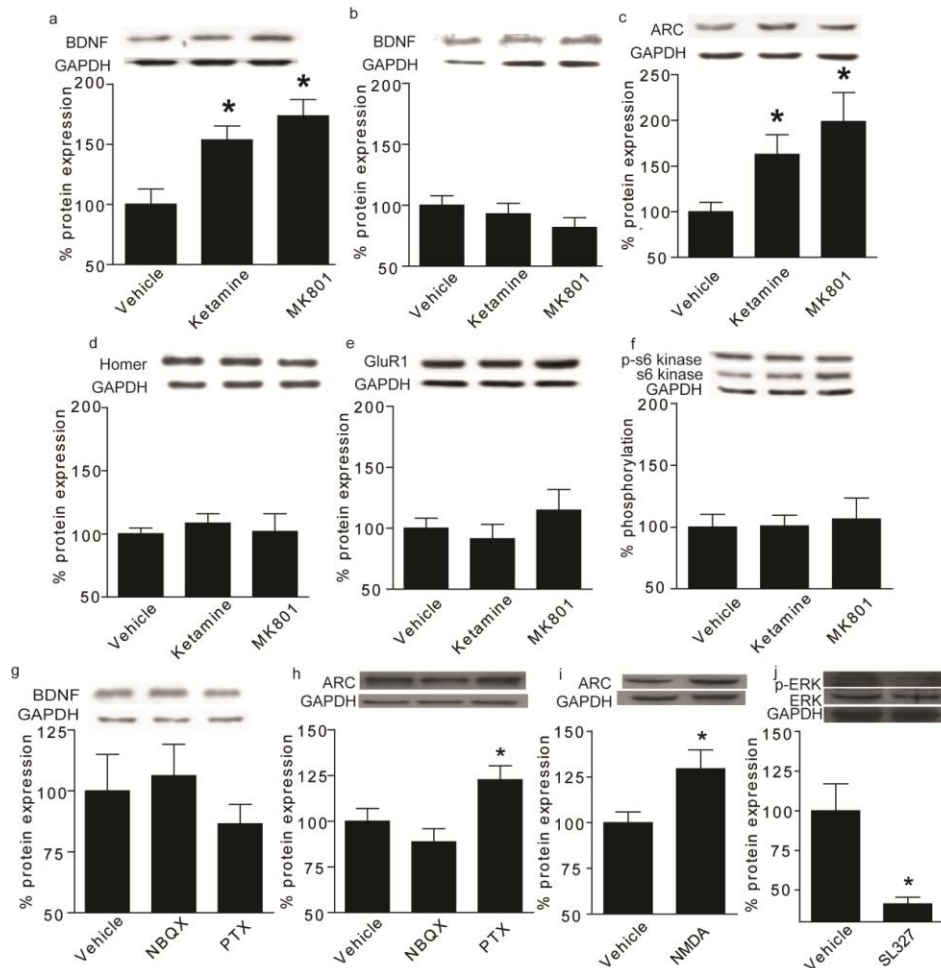 a
BDNF
GAPDH
200
150
100
50
% protein expression
*
*
Vehicle
Ketamine
MK801
b
BDNF
GAPDH
200
150
100
50
% protein expression
Vehicle
Ketamine
MK801
c
ARC
GAPDH
250
200
150
100
50
% protein expression
*
*
Vehicle
Ketamine
MK801
d
Homer
GAPDH
200
150
100
50
% protein expression
Vehicle
Ketamine
MK801
e
GluR1
GAPDH
200
150
100
50
% protein expression
Vehicle
Ketamine
MK801
f
p-s6 kinase
s6 kinase
GAPDH
200
150
100
50
% phosphorylation
Vehicle
Ketamine
MK801
g
BDNF
GAPDH
125
100
75
50
% protein expression
Vehicle
NBQX
PTX
h
ARC
GAPDH
150
125
100
75
50
% protein expression
*
Vehicle
NBQX
PTX
i
ARC
GAPDH
150
125
100
75
50
% protein expression
*
Vehicle
NMDA
j
p-ERK
ERK
GAPDH
150
125
100
75
50
% protein expression
*
Vehicle
SL327